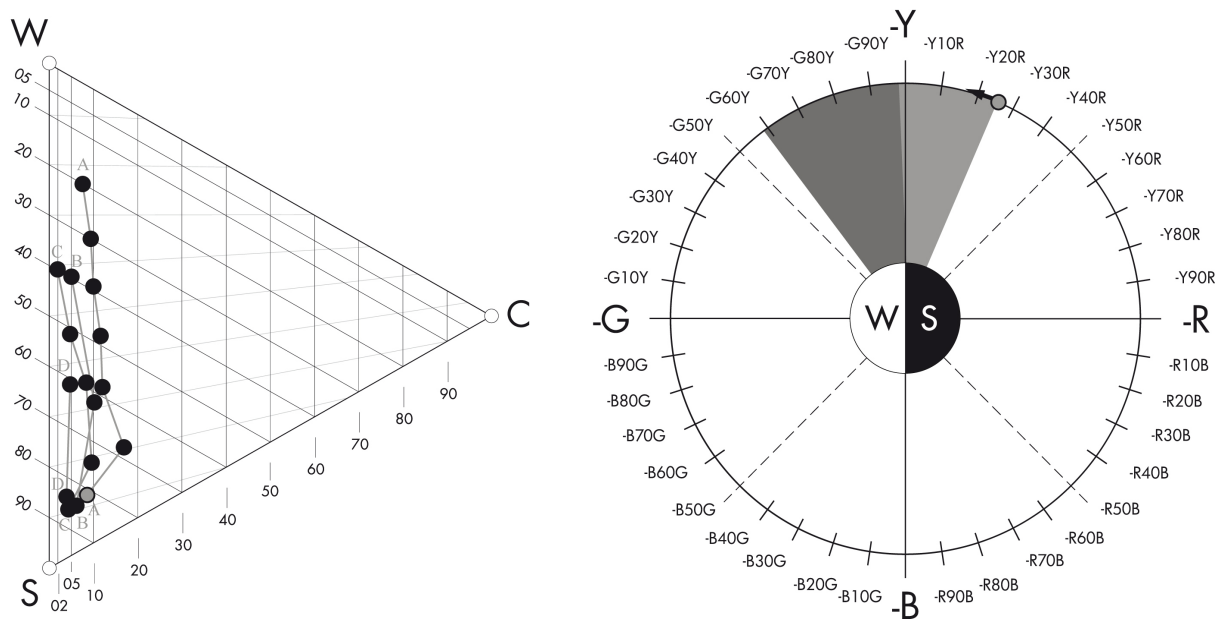 W
05
10
20
30
40
50
60
70
80
90
A
C
B
D
D
A
C B
S
02
05
10
20
30
40
50
60
70
80
90
C
-Y
-Y10R
-Y20R
-Y30R
-Y40R
-Y50R
-Y60R
-Y70R
-Y80R
-Y90R
-R
-R10B
-R20B
-R30B
-R40B
-R50B
-R60B
-R70B
-R80B
-R90B
-B
-B10G
-B20G
-B30G
-B40G
-B50G
-B60G
-B70G
-B80G
-B90G
-G
-G10Y
-G20Y
-G30Y
-G40Y
-G50Y
-G60Y
-G70Y
-G80Y
-G90Y
W S